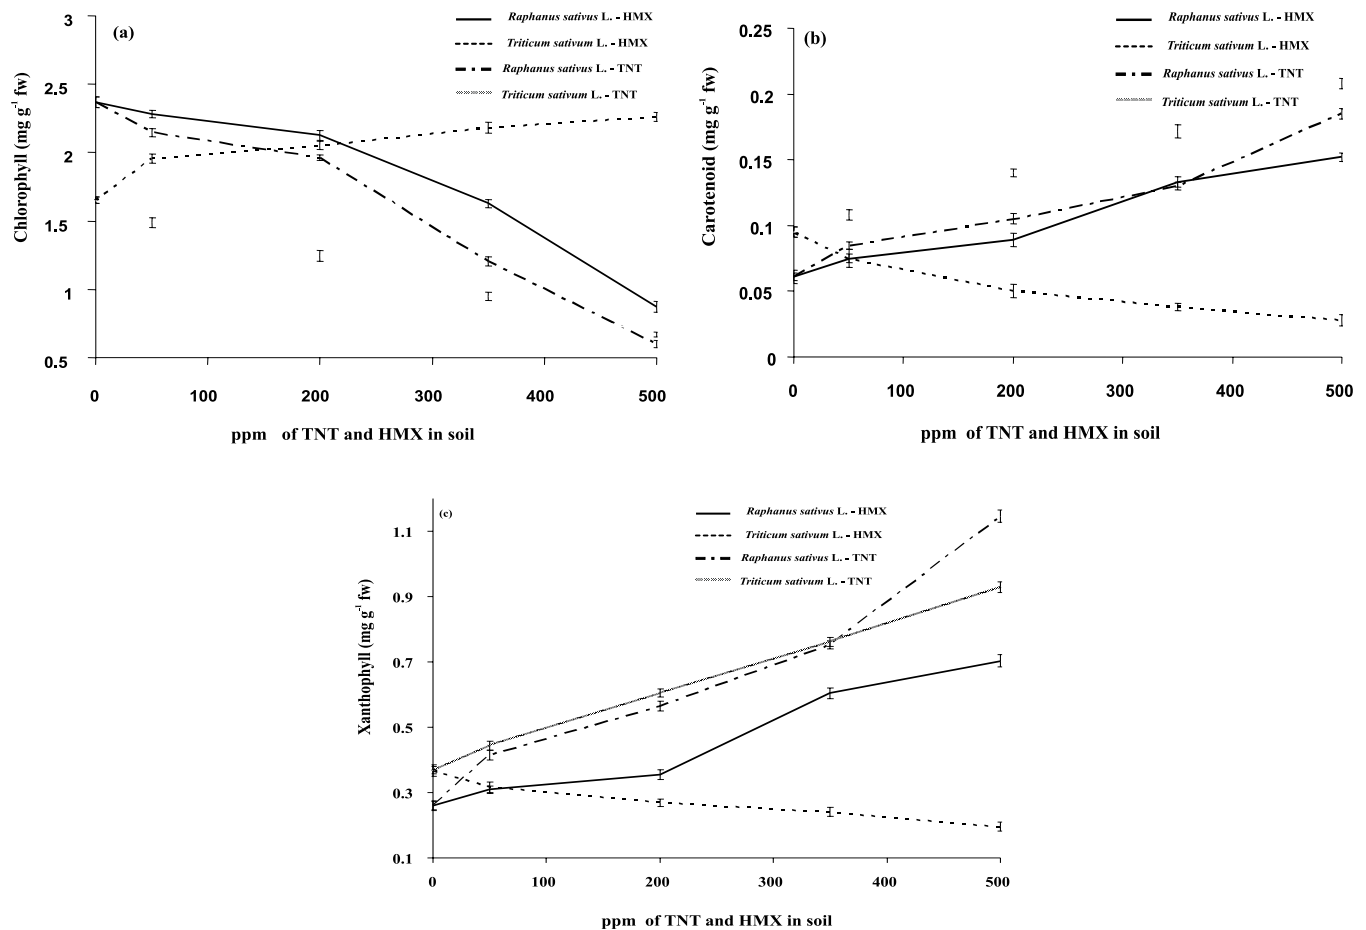 (a)
Raphanus sativus L. - HMX
Triticum sativum L. - HMX
Raphanus sativus L. - TNT
Triticum sativum L. - TNT
Chlorophyll (mg g⁻¹ fw)
3
2.5
2
1.5
1
0.5
0 100 200 300 400 500
ppm of TNT and HMX in soil
(b)
Raphanus sativus L. - HMX
Triticum sativum L. - HMX
Raphanus sativus L. - TNT
Triticum sativum L. - TNT
Carotenoid (mg g⁻¹ fw)
0.25
0.2
0.15
0.1
0.05
0
0 100 200 300 400 500
ppm of TNT and HMX in soil
(c)
Raphanus sativus L. - HMX
Triticum sativum L. - HMX
Raphanus sativus L. - TNT
Triticum sativum L. - TNT
Xanthophyll (mg g⁻¹ fw)
1.1
0.9
0.7
0.5
0.3
0.1
0 100 200 300 400 500
ppm of TNT and HMX in soil